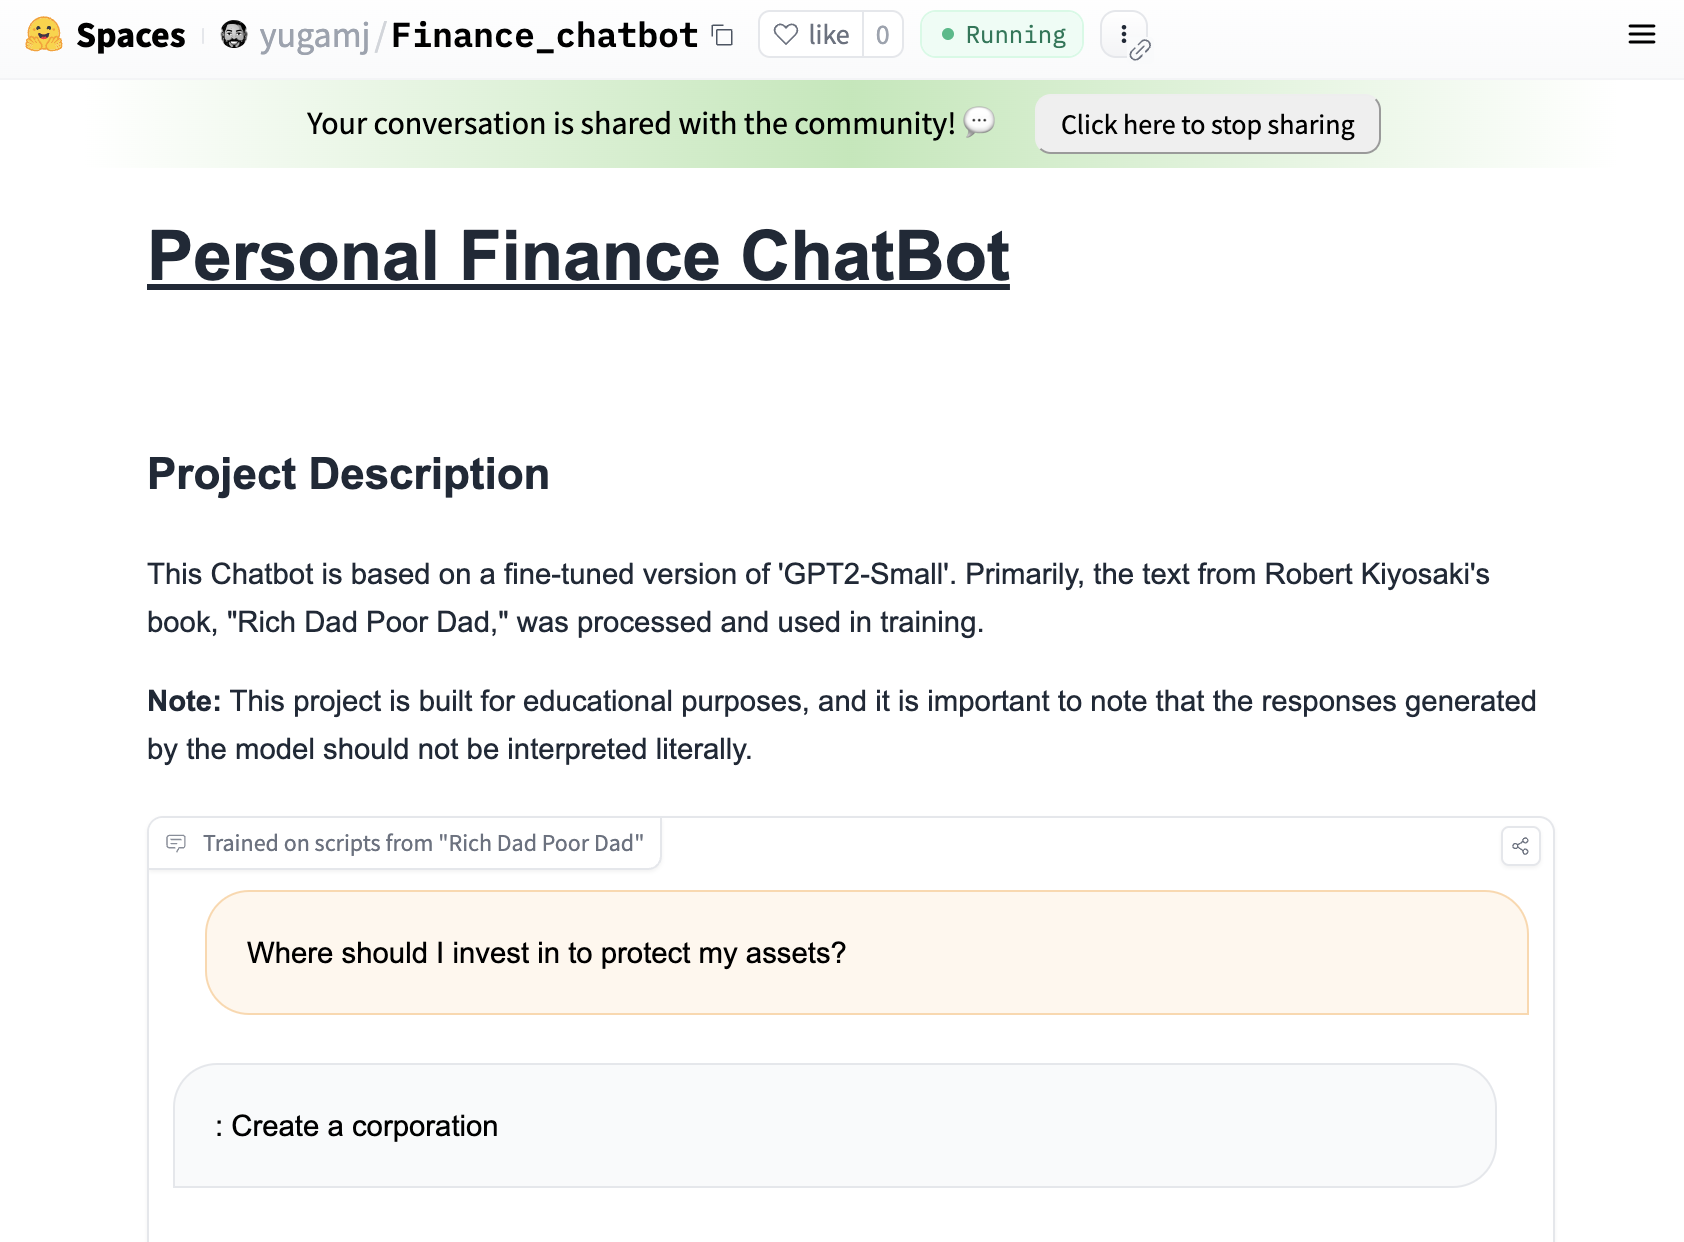 Spaces yugamj/Finance_chatbot like 0 Running
Your conversation is shared with the community! Click here to stop sharing
Personal Finance ChatBot
Project Description
This Chatbot is based on a fine-tuned version of 'GPT2-Small'. Primarily, the text from Robert Kiyosaki's
book, "Rich Dad Poor Dad," was processed and used in training.
Note: This project is built for educational purposes, and it is important to note that the responses generated
by the model should not be interpreted literally.
Trained on scripts from "Rich Dad Poor Dad"
Where should I invest in to protect my assets?
: Create a corporation